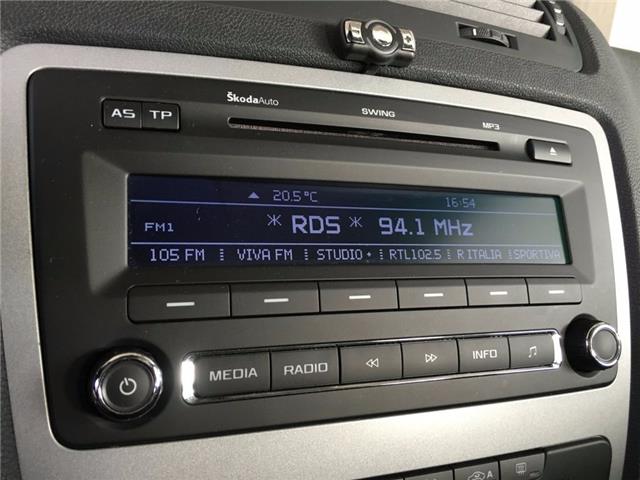 ŠkodaAuto SWING MP3
AS TP
20.5°C 16:54
FM1 RDS 94.1 MHz
105 FM VIVA FM STUDIO+ RTL102.5 R ITALIA SPORTIVA
MEDIA RADIO INFO
A